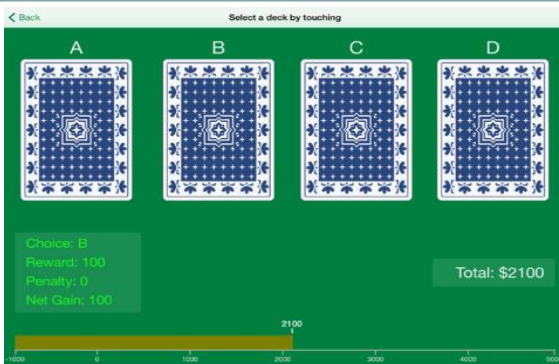 Back
Select a deck by touching
A B C D
Choice: B
Reward: 100
Penalty: 0
Net Gain: 100
Total: $2100
2100
-1000 0 1000 2000 3000 4000